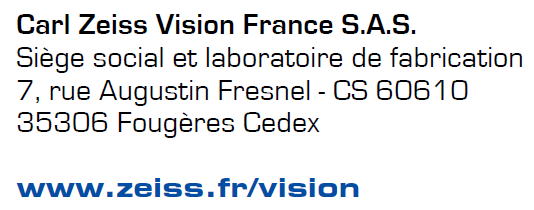 Carl Zeiss Vision France S.A.S.
Siège social et laboratoire de fabrication
7, rue Augustin Fresnel - CS 60610
35306 Fougères Cedex
www.zeiss.fr/vision